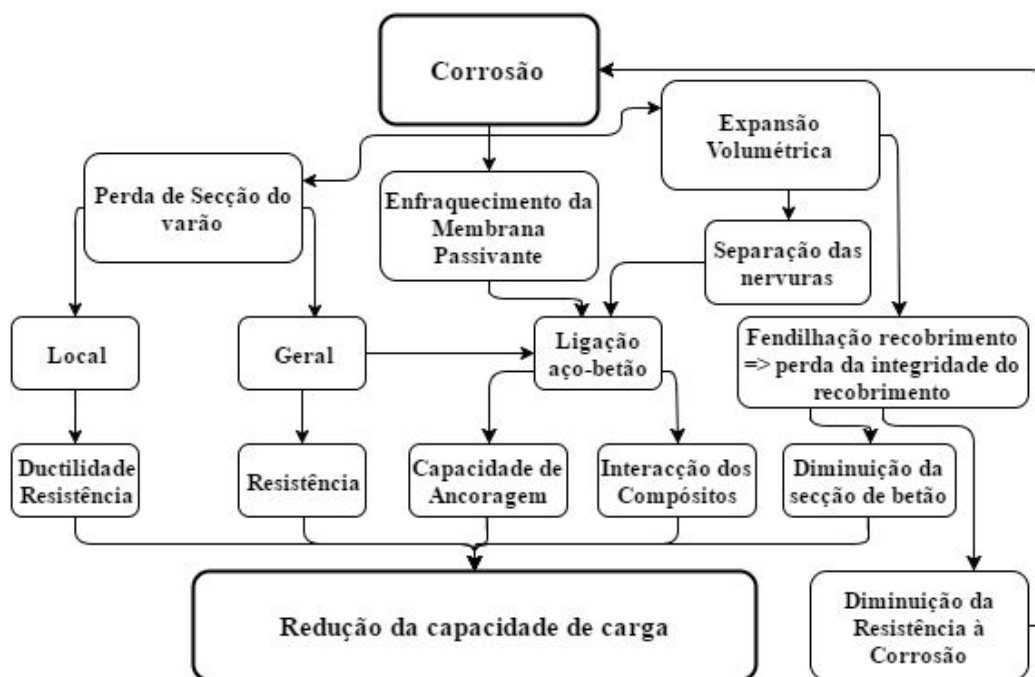 Corrosão
Expansão
Volumétrica
Perda de Secção do
varão
Enfraquecimento da
Membrana
Passivante
Separação das
nervuras
Local
Geral
Ligação
aço-betão
Fendilhação recobrimento
=> perda da integridade do
recobrimento
Ductilidade
Resistência
Resistência
Capacidade de
Ancoragem
Interacção dos
Compósitos
Diminuição da
secção de betão
Redução da capacidade de carga
Diminuição da
Resistência à
Corrosão